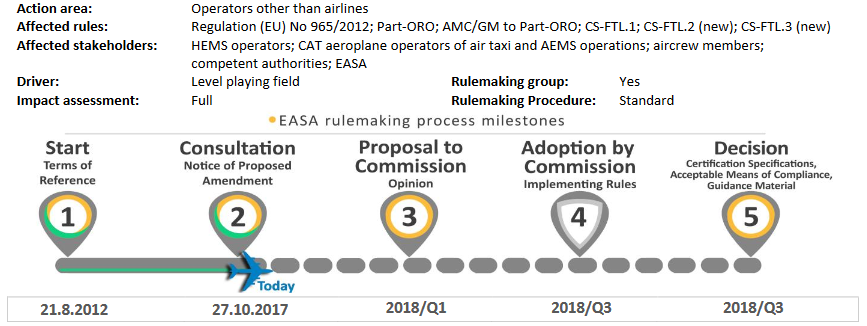 Action area: Operators other than airlines
Affected rules: Regulation (EU) No 965/2012; Part-ORO; AMC/GM to Part-ORO; CS-FTL.1; CS-FTL.2 (new); CS-FTL.3 (new)
Affected stakeholders: HEMS operators; CAT aeroplane operators of air taxi and AEMS operations; aircrew members;
competent authorities; EASA
Driver: Level playing field Rulemaking group: Yes
Impact assessment: Full Rulemaking Procedure: Standard
EASA rulemaking process milestones
Start
Terms of
Reference
1
Consultation
Notice of Proposed
Amendment
2
Proposal to
Commission
Opinion
3
Adoption by
Commission
Implementing Rules
4
Decision
Certification Specifications,
Acceptable Means of Compliance,
Guidance Material
5
Today
21.8.2012 27.10.2017 2018/Q1 2018/Q3 2018/Q3